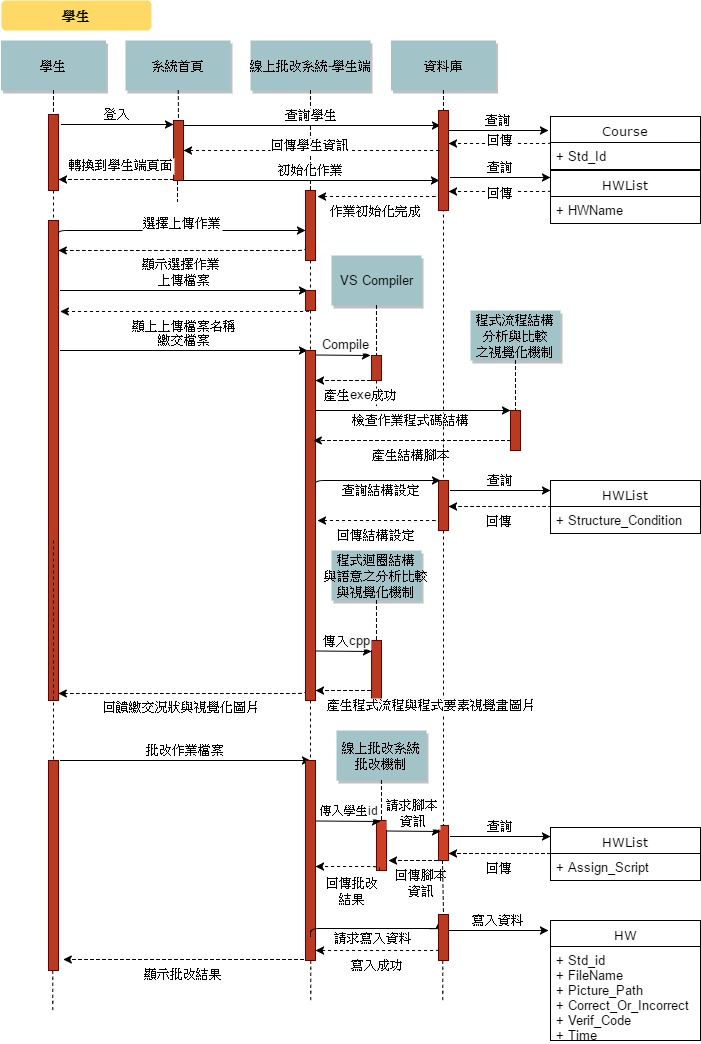 學生
學生
系統首頁
線上批改系統-學生端
資料庫
登入
查詢學生
查詢
回傳
Course
+ Std_Id
回傳學生資訊
轉換到學生端頁面
初始化作業
查詢
回傳
HWList
+ HWName
作業初始化完成
選擇上傳作業
顯示選擇作業
上傳檔案
VS Compiler
顯上上傳檔案名稱
繳交檔案
Compile
程式流程結構
分析與比較
之視覺化機制
產生exe成功
檢查作業程式碼結構
產生結構腳本
查詢結構設定
查詢
回傳
HWList
+ Structure_Condition
回傳結構設定
程式迴圈結構
與語意之分析比較
與視覺化機制
傳入cpp
產生程式流程與程式要素視覺畫圖片
回饋繳交況狀與視覺化圖片
批改作業檔案
線上批改系統
批改機制
傳入學生id
請求腳本
資訊
查詢
回傳
HWList
+ Assign_Script
回傳腳本
資訊
回傳批改
結果
請求寫入資料
寫入資料
寫入成功
顯示批改結果
HW
+ Std_id
+ FileName
+ Picture_Path
+ Correct_Or_Incorrect
+ Verif_Code
+ Time